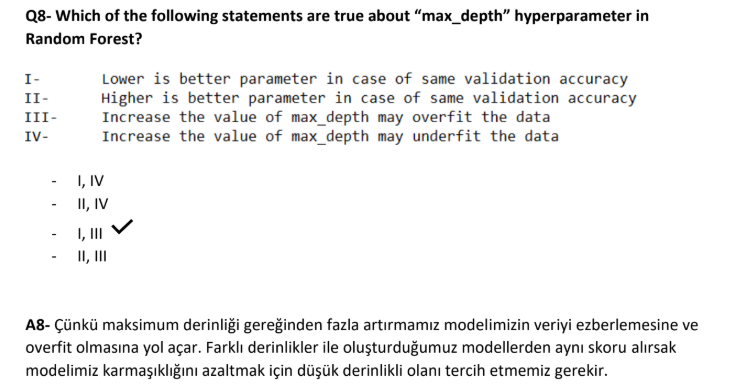 Q8- Which of the following statements are true about “max_depth” hyperparameter in
Random Forest?
I- Lower is better parameter in case of same validation accuracy
II- Higher is better parameter in case of same validation accuracy
III- Increase the value of max_depth may overfit the data
IV- Increase the value of max_depth may underfit the data
- I, IV
- II, IV
- I, III ✓
- II, III
A8- Çünkü maksimum derinliği gereğinden fazla artırmamız modelimizin veriyi ezberlemesine ve
overfit olmasına yol açar. Farklı derinlikler ile oluşturduğumuz modellerden aynı skoru alırsak
modelimiz karmaşıklığını azaltmak için düşük derinlikli olanı tercih etmemiz gerekir.